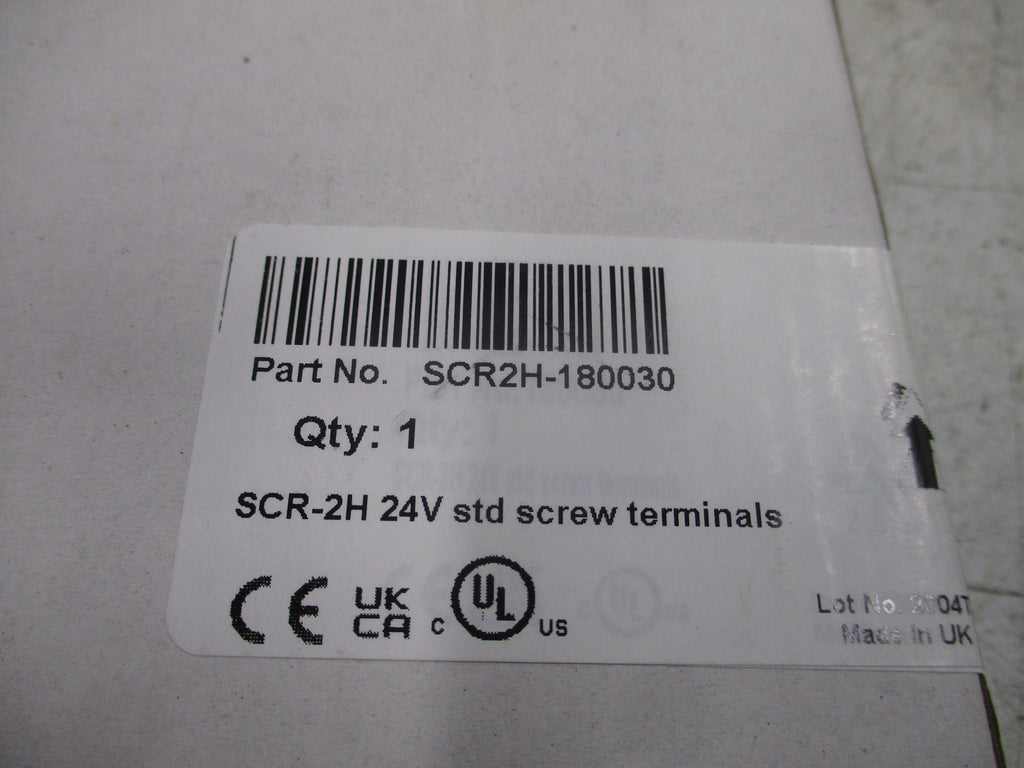 Part No. SCR2H-180030
Qty: 1
SCR-2H 24V std screw terminals
CE UK CA C UL US
Lot No.
Made in UK